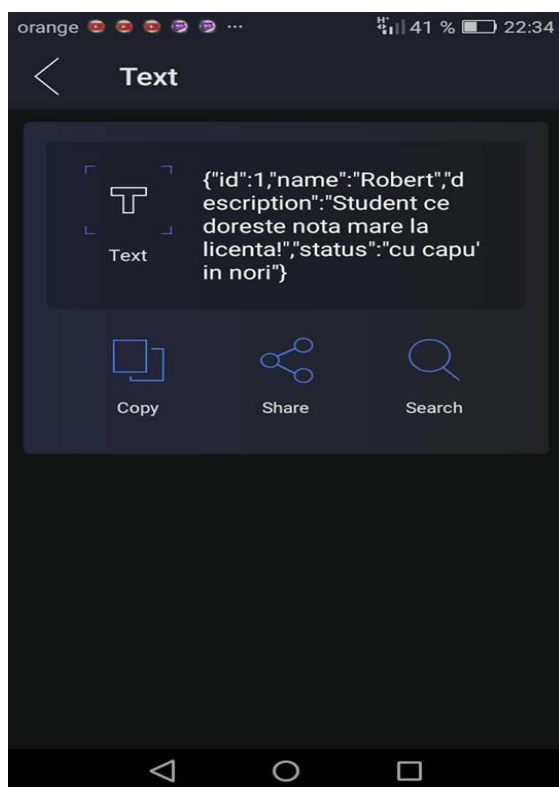 orange ... 41 % 22:34
Text
{"id":1,"name":"Robert","d
escription":"Student ce
doreste nota mare la
licenta!","status":"cu capu'
in nori"}
Text
Copy Share Search